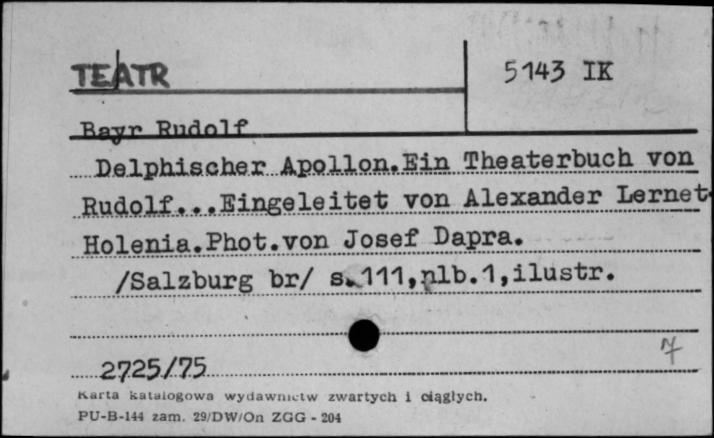 TEATR
5143 IK
Bayr Rudolf
Delphischer Apollon.Ein Theaterbuch von
Rudolf...Eingeleitet von Alexander Lernet-
Holenia.Phot.von Josef Dapra.
/Salzburg br/ s.111,nlb.1,ilustr.
7
2725/75
Karta katalogowa wydawnictw zwartych i ciągłych.
PU-B-144 zam. 29/DW/On ZGG - 204